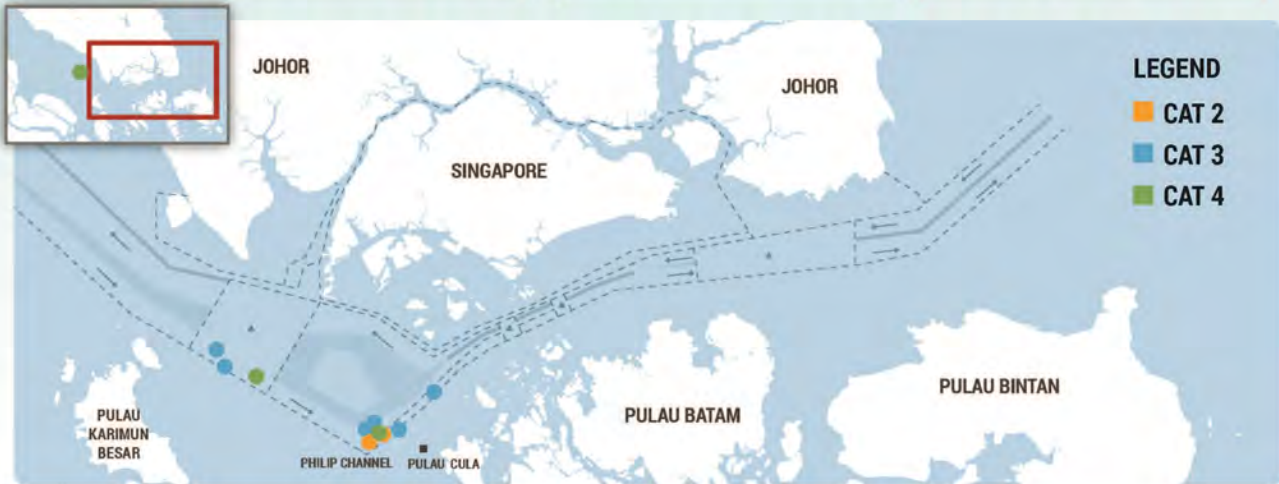 JOHOR
JOHOR
SINGAPORE
LEGEND
CAT 2
CAT 3
CAT 4
PULAU
KARIMUN
BESAR
PHILIP CHANNEL
PULAU CULA
PULAU BATAM
PULAU BINTAN